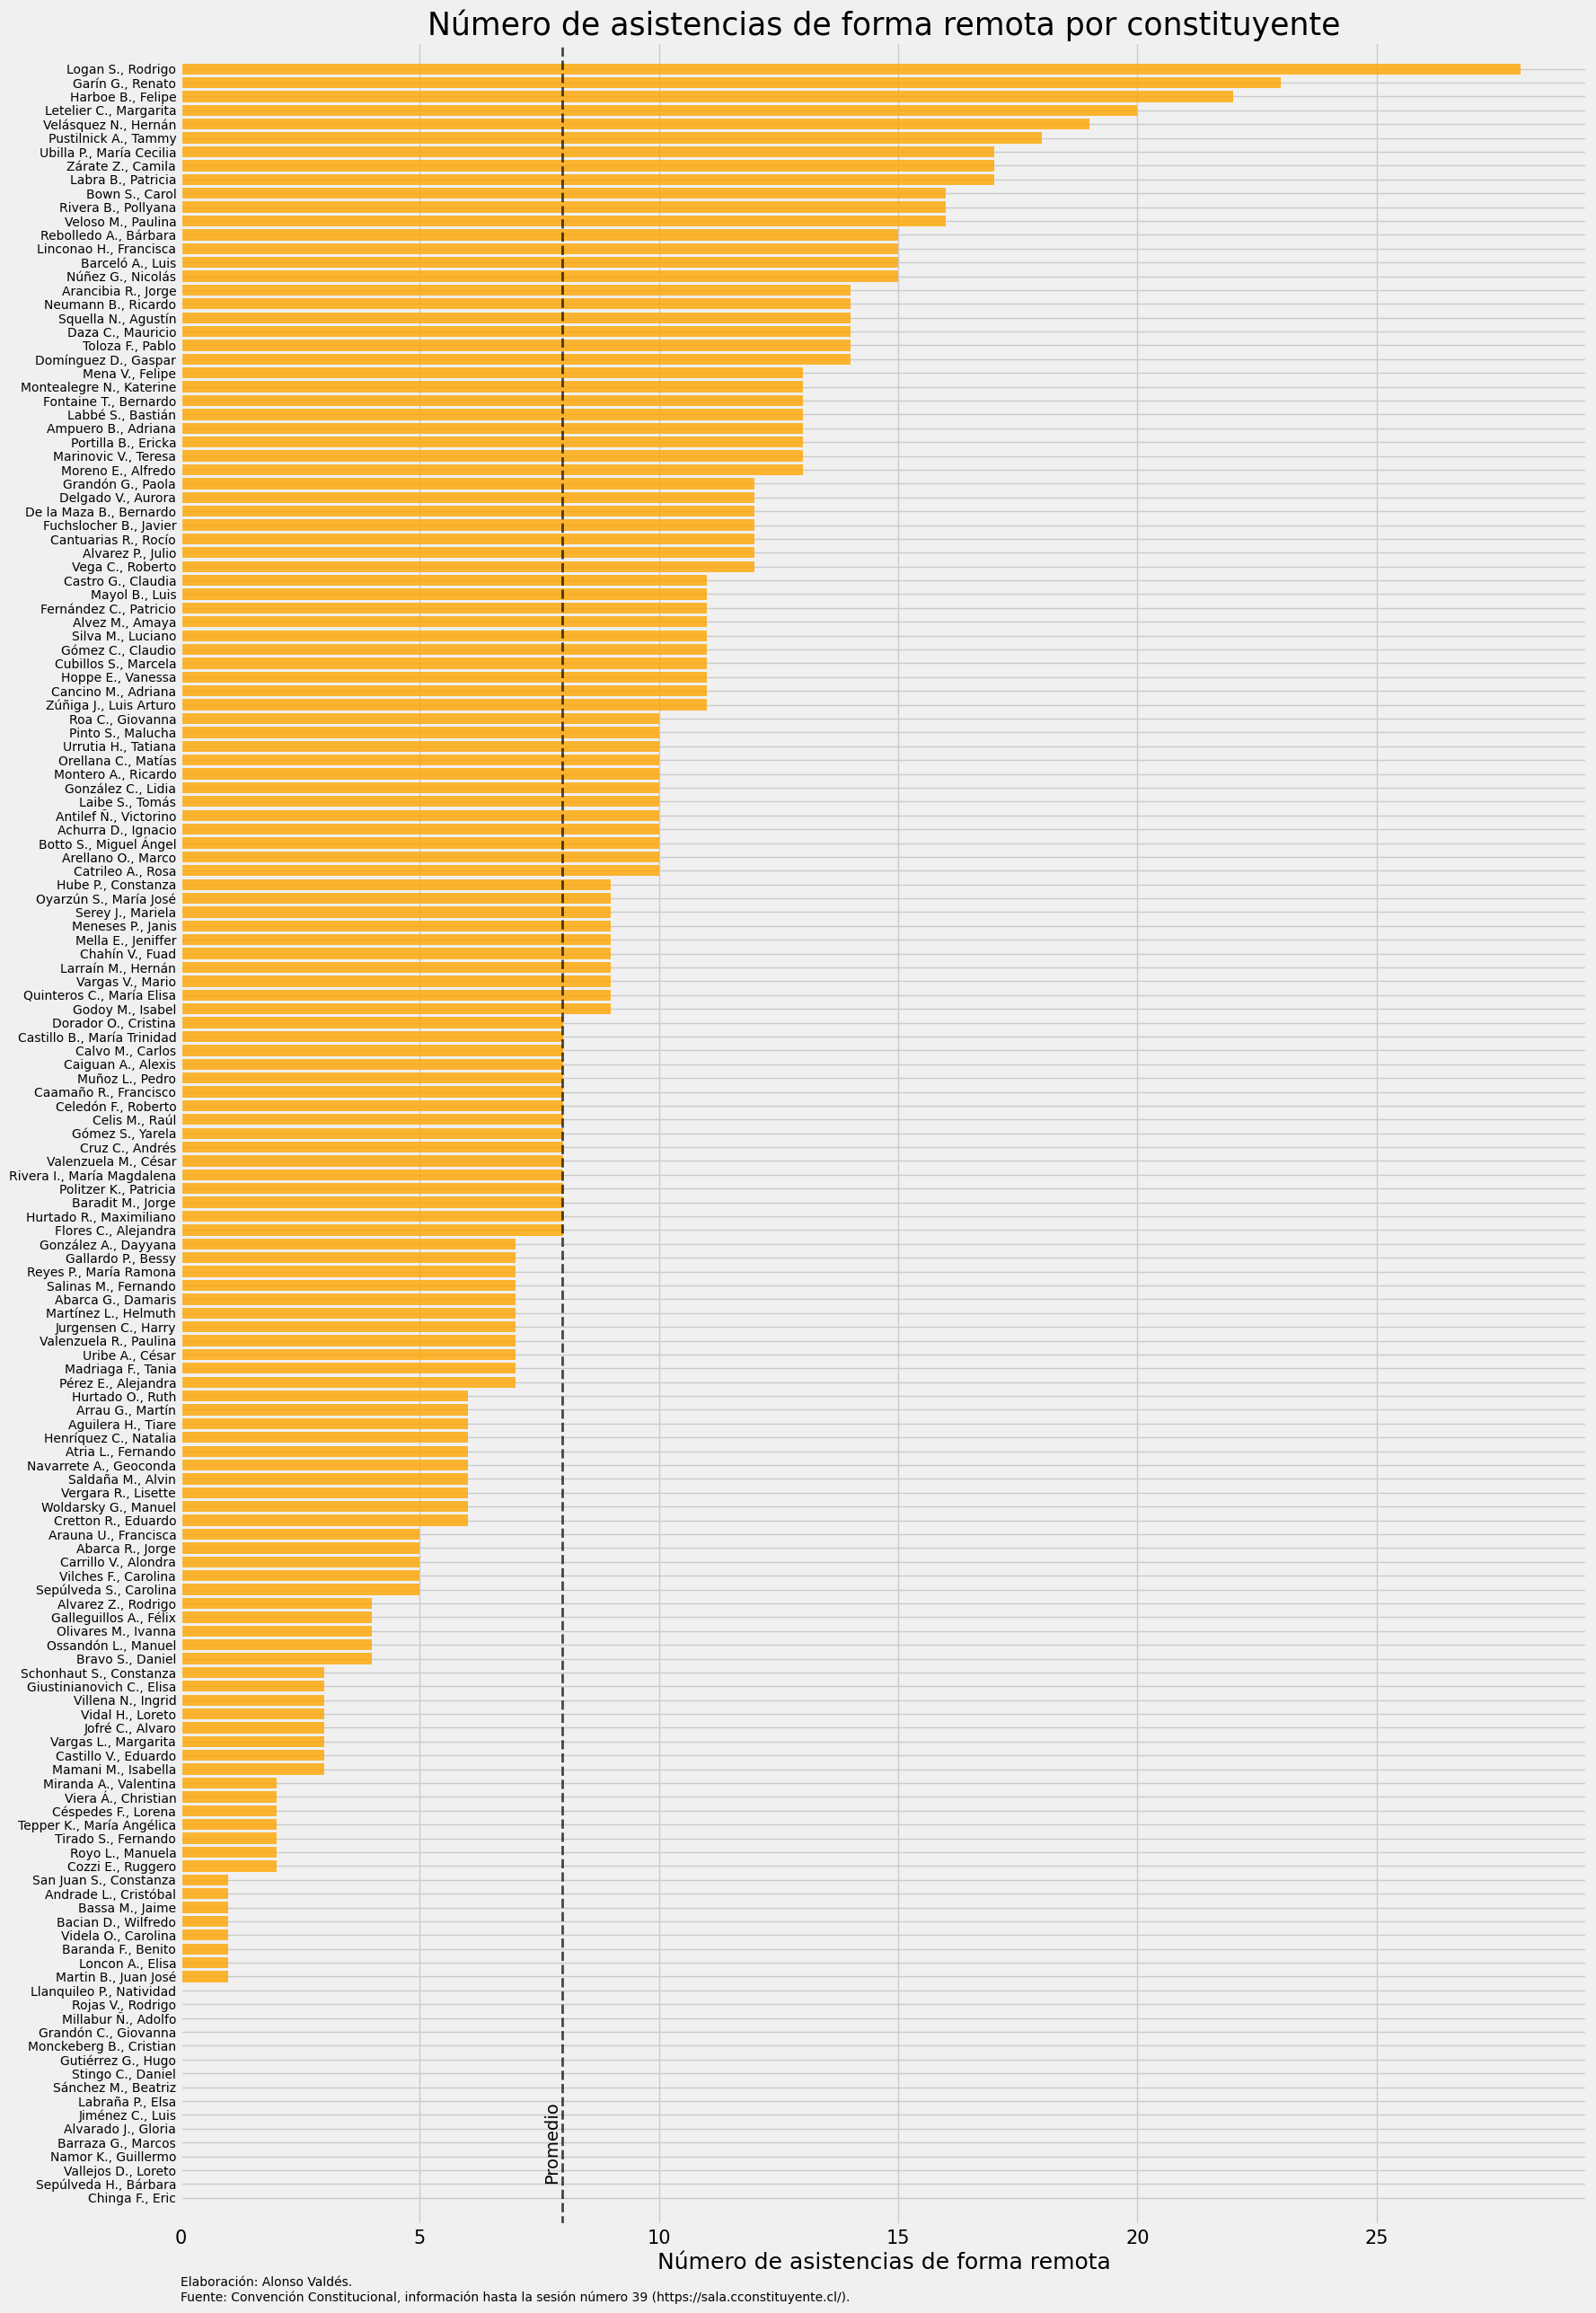 Número de asistencias de forma remota por constituyente
Logan S., Rodrigo
Garín G., Renato
Harboe B., Felipe
Letelier C., Margarita
Velásquez N., Hernán
Pustilnick A., Tammy
Ubilla P., María Cecilia
Zárate Z., Camila
Labra B., Patricia
Bown S., Carol
Rivera B., Pollyana
Veloso M., Paulina
Rebolledo A., Bárbara
Linconao H., Francisca
Barceló A., Luis
Núñez G., Nicolás
Arancibia R., Jorge
Neumann B., Ricardo
Squella N., Agustín
Daza C., Mauricio
Toloza F., Pablo
Domínguez D., Gaspar
Mena V., Felipe
Montealegre N., Katerine
Fontaine T., Bernardo
Labbé S., Bastián
Ampuero B., Adriana
Portilla B., Ericka
Marinovic V., Teresa
Moreno E., Alfredo
Grandón G., Paola
Delgado V., Aurora
De la Maza B., Bernardo
Fuchslocher B., Javier
Cantuarias R., Rocío
Alvarez P., Julio
Vega C., Roberto
Castro G., Claudia
Mayol B., Luis
Fernández C., Patricio
Alvez M., Amaya
Silva M., Luciano
Gómez C., Claudio
Cubillos S., Marcela
Hoppe E., Vanessa
Cancino M., Adriana
Zúñiga J., Luis Arturo
Roa C., Giovanna
Pinto S., Malucha
Urrutia H., Tatiana
Orellana C., Matías
Montero A., Ricardo
González C., Lidia
Laibe S., Tomás
Antilef Ñ., Victorino
Achurra D., Ignacio
Botto S., Miguel Ángel
Arellano O., Marco
Catrileo A., Rosa
Hube P., Constanza
Oyarzún S., María José
Serey J., Mariela
Meneses P., Janis
Mella E., Jeniffer
Chahín V., Fuad
Larraín M., Hernán
Vargas V., Mario
Quinteros C., María Elisa
Godoy M., Isabel
Dorador O., Cristina
Castillo B., María Trinidad
Calvo M., Carlos
Caiguan A., Alexis
Muñoz L., Pedro
Caamaño R., Francisco
Celedón F., Roberto
Celis M., Raúl
Gómez S., Yarela
Cruz C., Andrés
Valenzuela M., César
Rivera I., María Magdalena
Politzer K., Patricia
Baradit M., Jorge
Hurtado R., Maximiliano
Flores C., Alejandra
González A., Dayyana
Gallardo P., Bessy
Reyes P., María Ramona
Salinas M., Fernando
Abarca G., Damaris
Martínez L., Helmuth
Jurgensen C., Harry
Valenzuela R., Paulina
Uribe A., César
Madriaga F., Tania
Pérez E., Alejandra
Hurtado O., Ruth
Arrau G., Martín
Aguilera H., Tiare
Henríquez C., Natalia
Atria L., Fernando
Navarrete A., Geoconda
Saldaña M., Alvin
Vergara R., Lisette
Woldarsky G., Manuel
Cretton R., Eduardo
Arauna U., Francisca
Abarca R., Jorge
Carrillo V., Alondra
Vilches F., Carolina
Sepúlveda S., Carolina
Alvarez Z., Rodrigo
Galleguillos A., Félix
Olivares M., Ivanna
Ossandón L., Manuel
Bravo S., Daniel
Schonhaut S., Constanza
Giustinianovich C., Elisa
Villena N., Ingrid
Vidal H., Loreto
Jofré C., Alvaro
Vargas L., Margarita
Castillo V., Eduardo
Mamani M., Isabella
Miranda A., Valentina
Viera Á., Christian
Céspedes F., Lorena
Tepper K., María Angélica
Tirado S., Fernando
Royo L., Manuela
Cozzi E., Ruggero
San Juan S., Constanza
Andrade L., Cristóbal
Bassa M., Jaime
Bacian D., Wilfredo
Videla O., Carolina
Baranda F., Benito
Loncon A., Elisa
Martin B., Juan José
Llanquileo P., Natividad
Rojas V., Rodrigo
Millabur Ñ., Adolfo
Grandón C., Giovanna
Monckeberg B., Cristian
Gutiérrez G., Hugo
Stingo C., Daniel
Sánchez M., Beatriz
Labraña P., Elsa
Jiménez C., Luis
Alvarado J., Gloria
Barraza G., Marcos
Namor K., Guillermo
Vallejos D., Loreto
Sepúlveda H., Bárbara
Chinga F., Eric
Promedio
0 5 10 15 20 25
Número de asistencias de forma remota
Elaboración: Alonso Valdés.
Fuente: Convención Constitucional, información hasta la sesión número 39 (https://sala.cconstituyente.cl/).